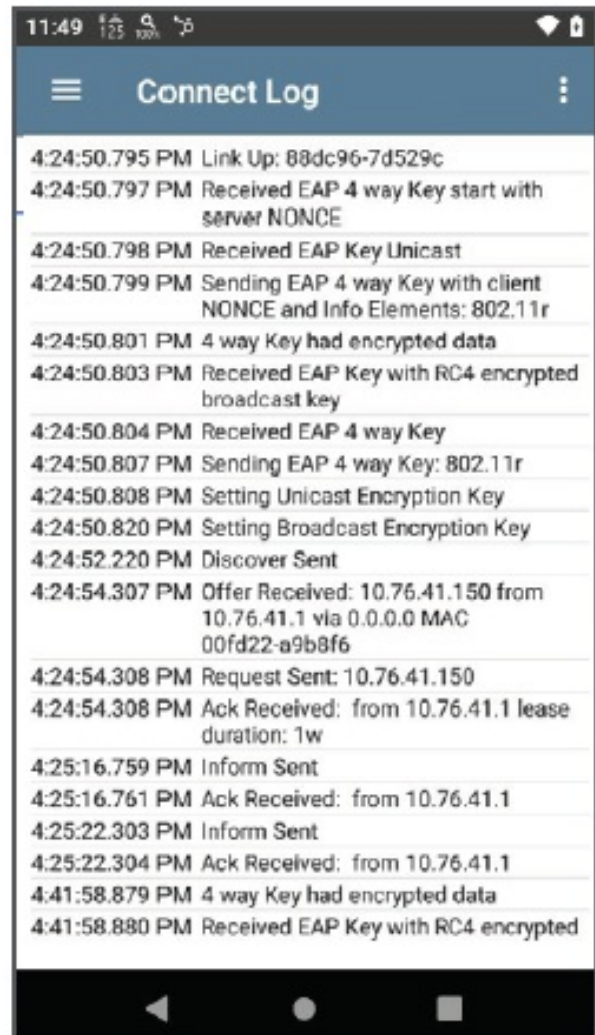 11:49 125 100%
Connect Log
4:24:50.795 PM Link Up: 88dc96-7d529c
4:24:50.797 PM Received EAP 4 way Key start with
server NONCE
4:24:50.798 PM Received EAP Key Unicast
4:24:50.799 PM Sending EAP 4 way Key with client
NONCE and Info Elements: 802.11r
4:24:50.801 PM 4 way Key had encrypted data
4:24:50.803 PM Received EAP Key with RC4 encrypted
broadcast key
4:24:50.804 PM Received EAP 4 way Key
4:24:50.807 PM Sending EAP 4 way Key: 802.11r
4:24:50.808 PM Setting Unicast Encryption Key
4:24:50.820 PM Setting Broadcast Encryption Key
4:24:52.220 PM Discover Sent
4:24:54.307 PM Offer Received: 10.76.41.150 from
10.76.41.1 via 0.0.0.0 MAC
00fd22-a9b8f6
4:24:54.308 PM Request Sent: 10.76.41.150
4:24:54.308 PM Ack Received: from 10.76.41.1 lease
duration: 1w
4:25:16.759 PM Inform Sent
4:25:16.761 PM Ack Received: from 10.76.41.1
4:25:22.303 PM Inform Sent
4:25:22.304 PM Ack Received: from 10.76.41.1
4:41:58.879 PM 4 way Key had encrypted data
4:41:58.880 PM Received EAP Key with RC4 encrypted